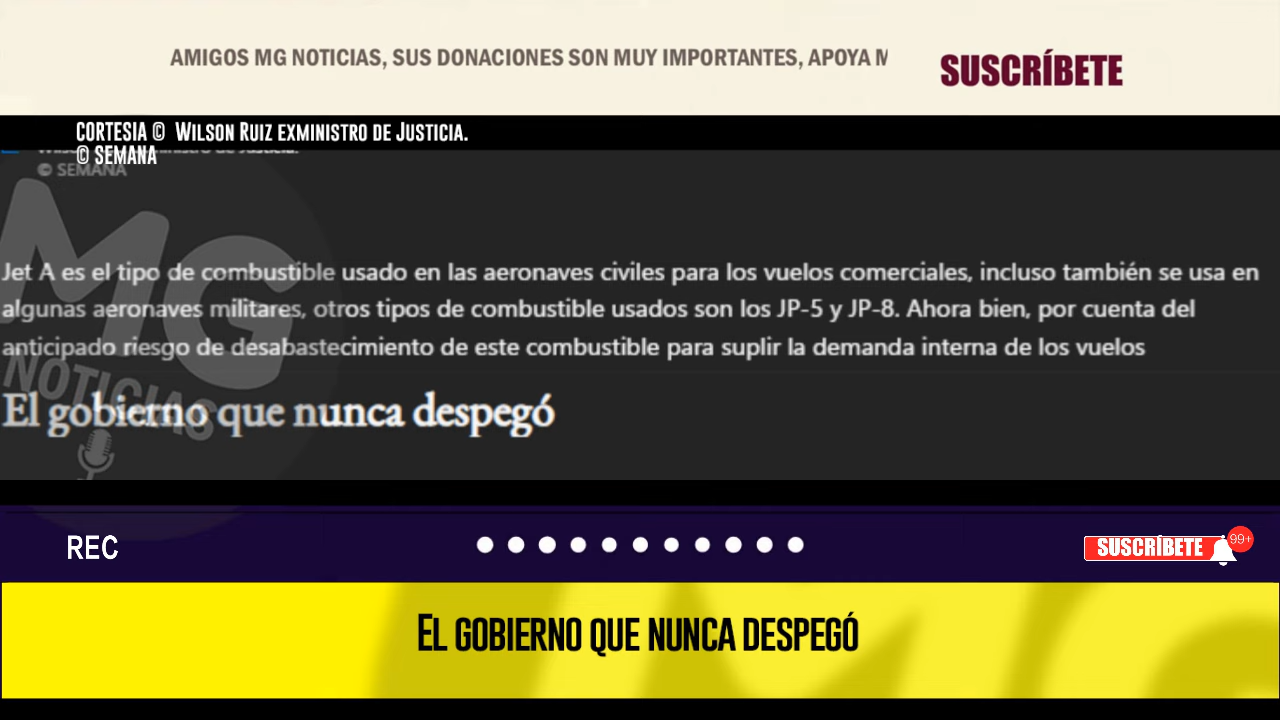 AMIGOS MG NOTICIAS, SUS DONACIONES SON MUY IMPORTANTES, APOYA
SUSCRÍBETE
CORTESIA © WILSON RUIZ EXMINISTRO DE JUSTICIA.
© SEMANA
© SEMANA
MG
NOTICIAS
Jet A es el tipo de combustible usado en las aeronaves civiles para los vuelos comerciales, incluso también se usa en
algunas aeronaves militares, otros tipos de combustible usados son los JP-5 y JP-8. Ahora bien, por cuenta del
anticipado riesgo de desabastecimiento de este combustible para suplir la demanda interna de los vuelos
El gobierno que nunca despegó
REC
SUSCRÍBETE
99+
EL GOBIERNO QUE NUNCA DESPEGÓ